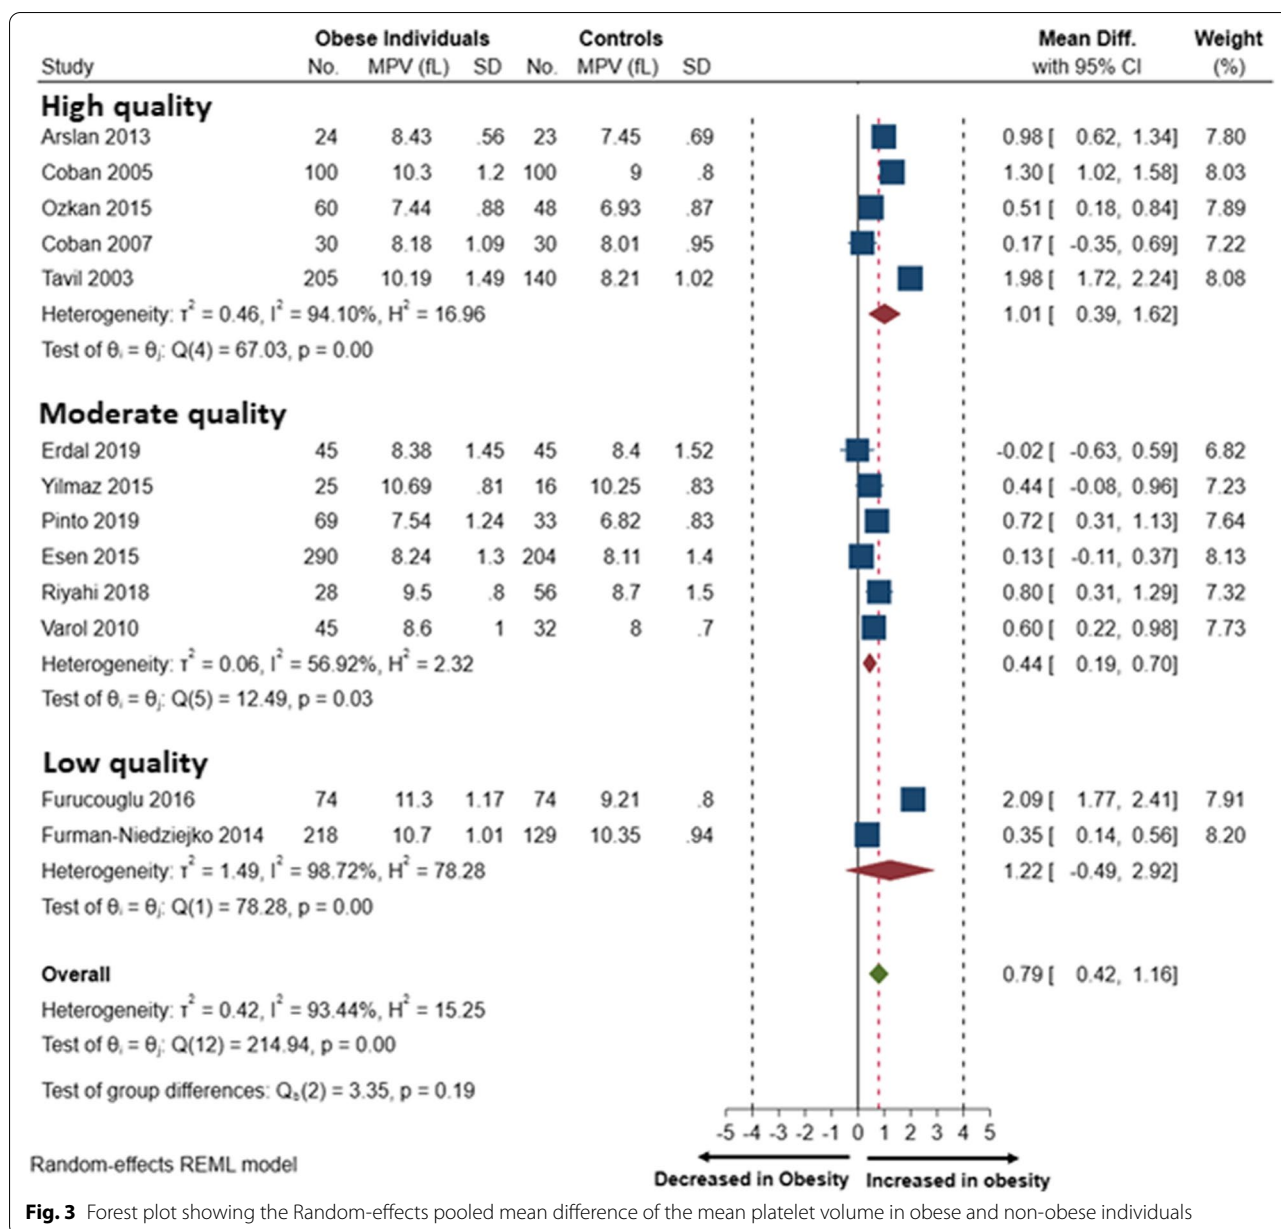 Obese Individuals Controls Mean Diff. Weight
Study No. MPV (fL) SD No. MPV (fL) SD with 95% CI (%)
High quality
Arslan 2013 24 8.43 .56 23 7.45 .69 0.98 [ 0.62, 1.34] 7.80
Coban 2005 100 10.3 1.2 100 9 .8 1.30 [ 1.02, 1.58] 8.03
Ozkan 2015 60 7.44 .88 48 6.93 .87 0.51 [ 0.18, 0.84] 7.89
Coban 2007 30 8.18 1.09 30 8.01 .95 0.17 [ -0.35, 0.69] 7.22
Tavil 2003 205 10.19 1.49 140 8.21 1.02 1.98 [ 1.72, 2.24] 8.08
Heterogeneity: τ² = 0.46, I² = 94.10%, H² = 16.96 1.01 [ 0.39, 1.62]
Test of θᵢ = θⱼ: Q(4) = 67.03, p = 0.00
Moderate quality
Erdal 2019 45 8.38 1.45 45 8.4 1.52 -0.02 [ -0.63, 0.59] 6.82
Yilmaz 2015 25 10.69 .81 16 10.25 .83 0.44 [ -0.08, 0.96] 7.23
Pinto 2019 69 7.54 1.24 33 6.82 .83 0.72 [ 0.31, 1.13] 7.64
Esen 2015 290 8.24 1.3 204 8.11 1.4 0.13 [ -0.11, 0.37] 8.13
Riyahi 2018 28 9.5 .8 56 8.7 1.5 0.80 [ 0.31, 1.29] 7.32
Varol 2010 45 8.6 1 32 8 .7 0.60 [ 0.22, 0.98] 7.73
Heterogeneity: τ² = 0.06, I² = 56.92%, H² = 2.32 0.44 [ 0.19, 0.70]
Test of θᵢ = θⱼ: Q(5) = 12.49, p = 0.03
Low quality
Furucouglu 2016 74 11.3 1.17 74 9.21 .8 2.09 [ 1.77, 2.41] 7.91
Furman-Niedziejko 2014 218 10.7 1.01 129 10.35 .94 0.35 [ 0.14, 0.56] 8.20
Heterogeneity: τ² = 1.49, I² = 98.72%, H² = 78.28 1.22 [ -0.49, 2.92]
Test of θᵢ = θⱼ: Q(1) = 78.28, p = 0.00
Overall 0.79 [ 0.42, 1.16]
Heterogeneity: τ² = 0.42, I² = 93.44%, H² = 15.25
Test of θᵢ = θⱼ: Q(12) = 214.94, p = 0.00
Test of group differences: Q_b(2) = 3.35, p = 0.19
-5 -4 -3 -2 -1 0 1 2 3 4 5
Random-effects REML model
Decreased in Obesity Increased in obesity
Fig. 3 Forest plot showing the Random-effects pooled mean difference of the mean platelet volume in obese and non-obese individuals